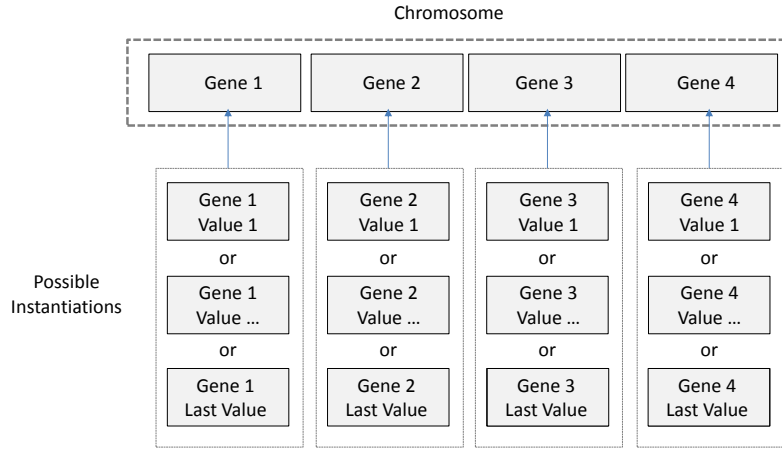 Chromosome
Gene 1
Gene 2
Gene 3
Gene 4
Possible
Instantiations
Gene 1
Value 1
or
Gene 1
Value ...
or
Gene 1
Last Value
Gene 2
Value 1
or
Gene 2
Value ...
or
Gene 2
Last Value
Gene 3
Value 1
or
Gene 3
Value ...
or
Gene 3
Last Value
Gene 4
Value 1
or
Gene 4
Value ...
or
Gene 4
Last Value